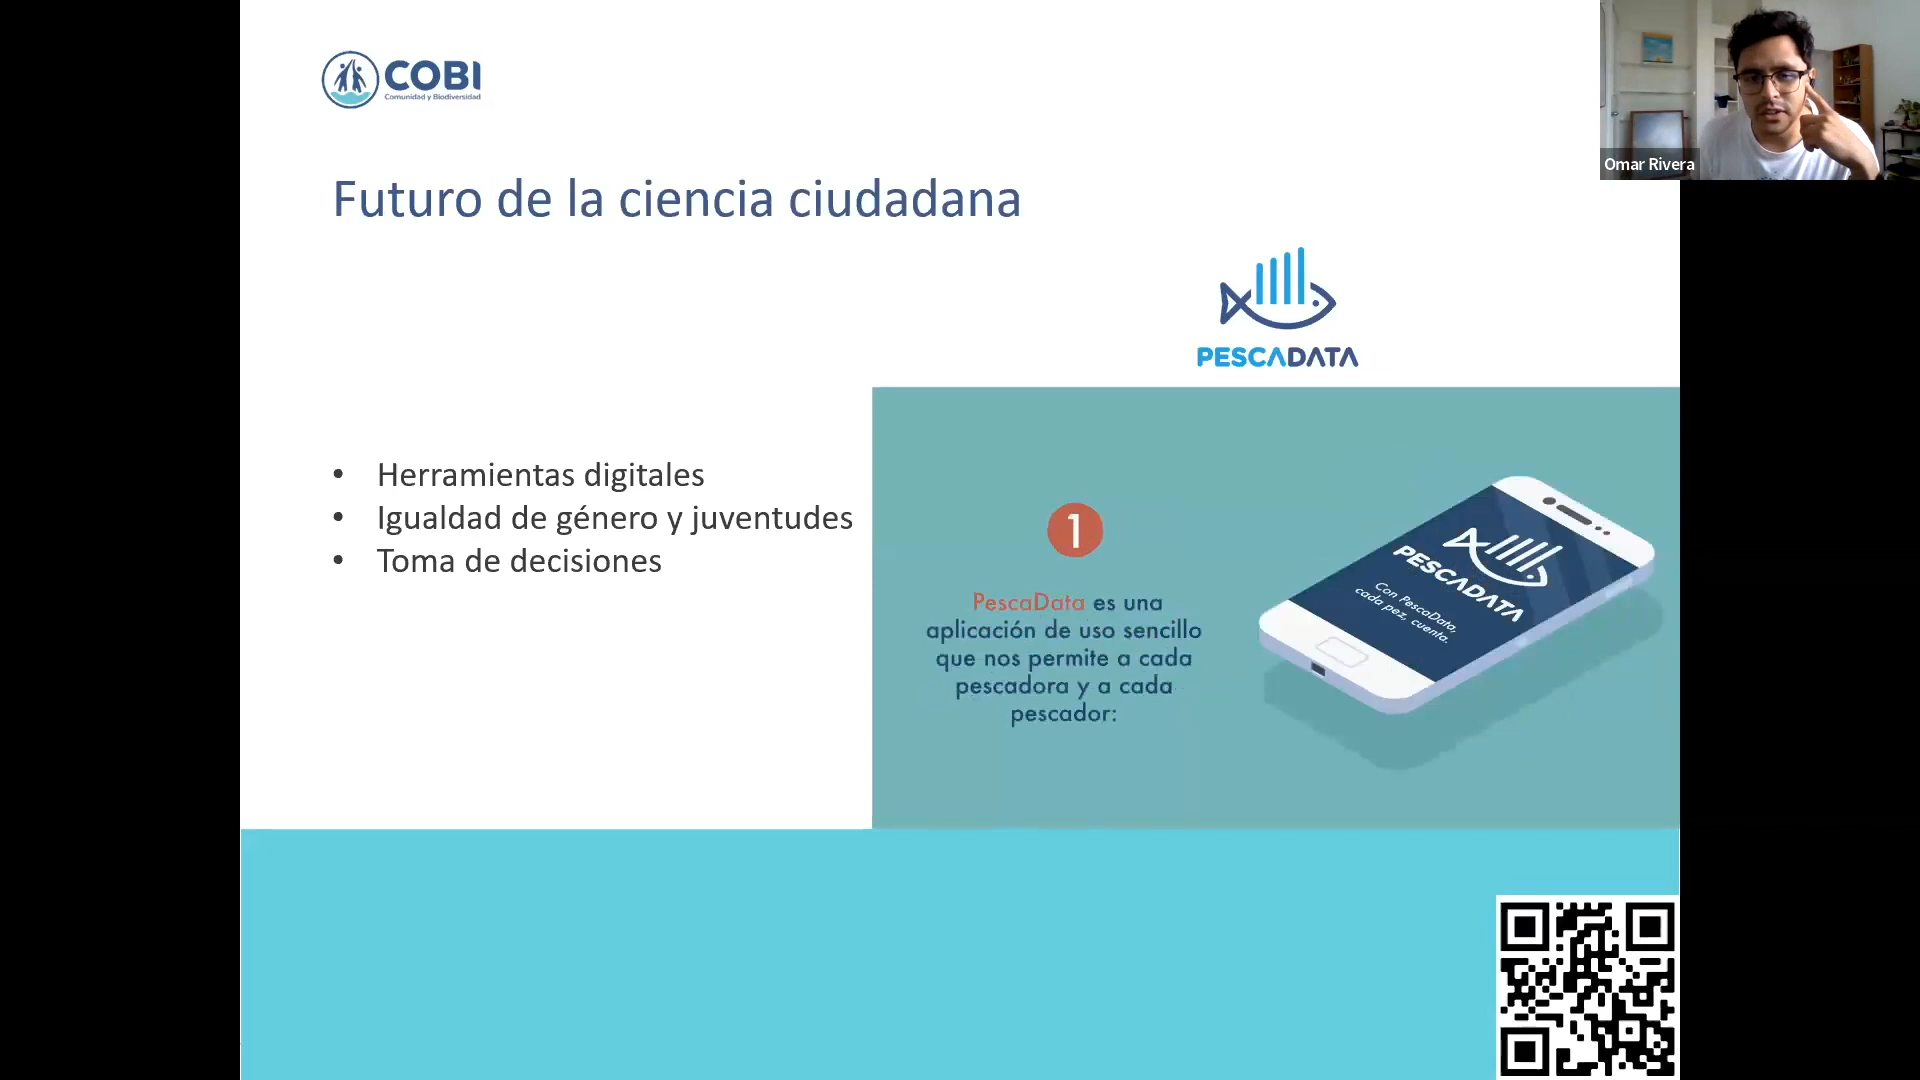 COBI
Comunidad y Biodiversidad
Omar Rivera
Futuro de la ciencia ciudadana
PESCADATA
• Herramientas digitales
• Igualdad de género y juventudes
• Toma de decisiones
1
PescaData es una
aplicación de uso sencillo
que nos permite a cada
pescadora y a cada
pescador:
PESCADATA
Con PescaData,
cada pez, cuenta.